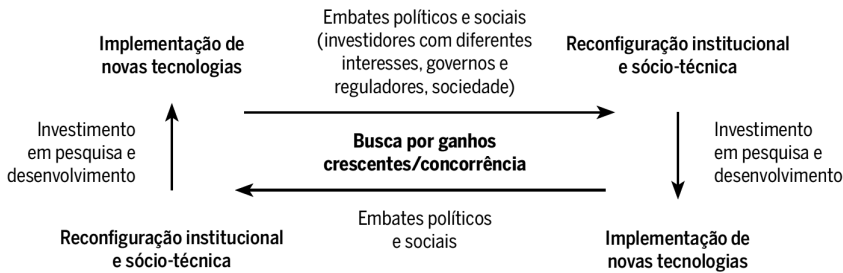 Implementação de
novas tecnologias
Embates políticos e sociais
(investidores com diferentes
interesses, governos e
reguladores, sociedade)
Reconfiguração institucional
e sócio-técnica
Investimento
em pesquisa e
desenvolvimento
Busca por ganhos
crescentes/concorrência
Investimento
em pesquisa e
desenvolvimento
Reconfiguração institucional
e sócio-técnica
Embates políticos
e sociais
Implementação de
novas tecnologias